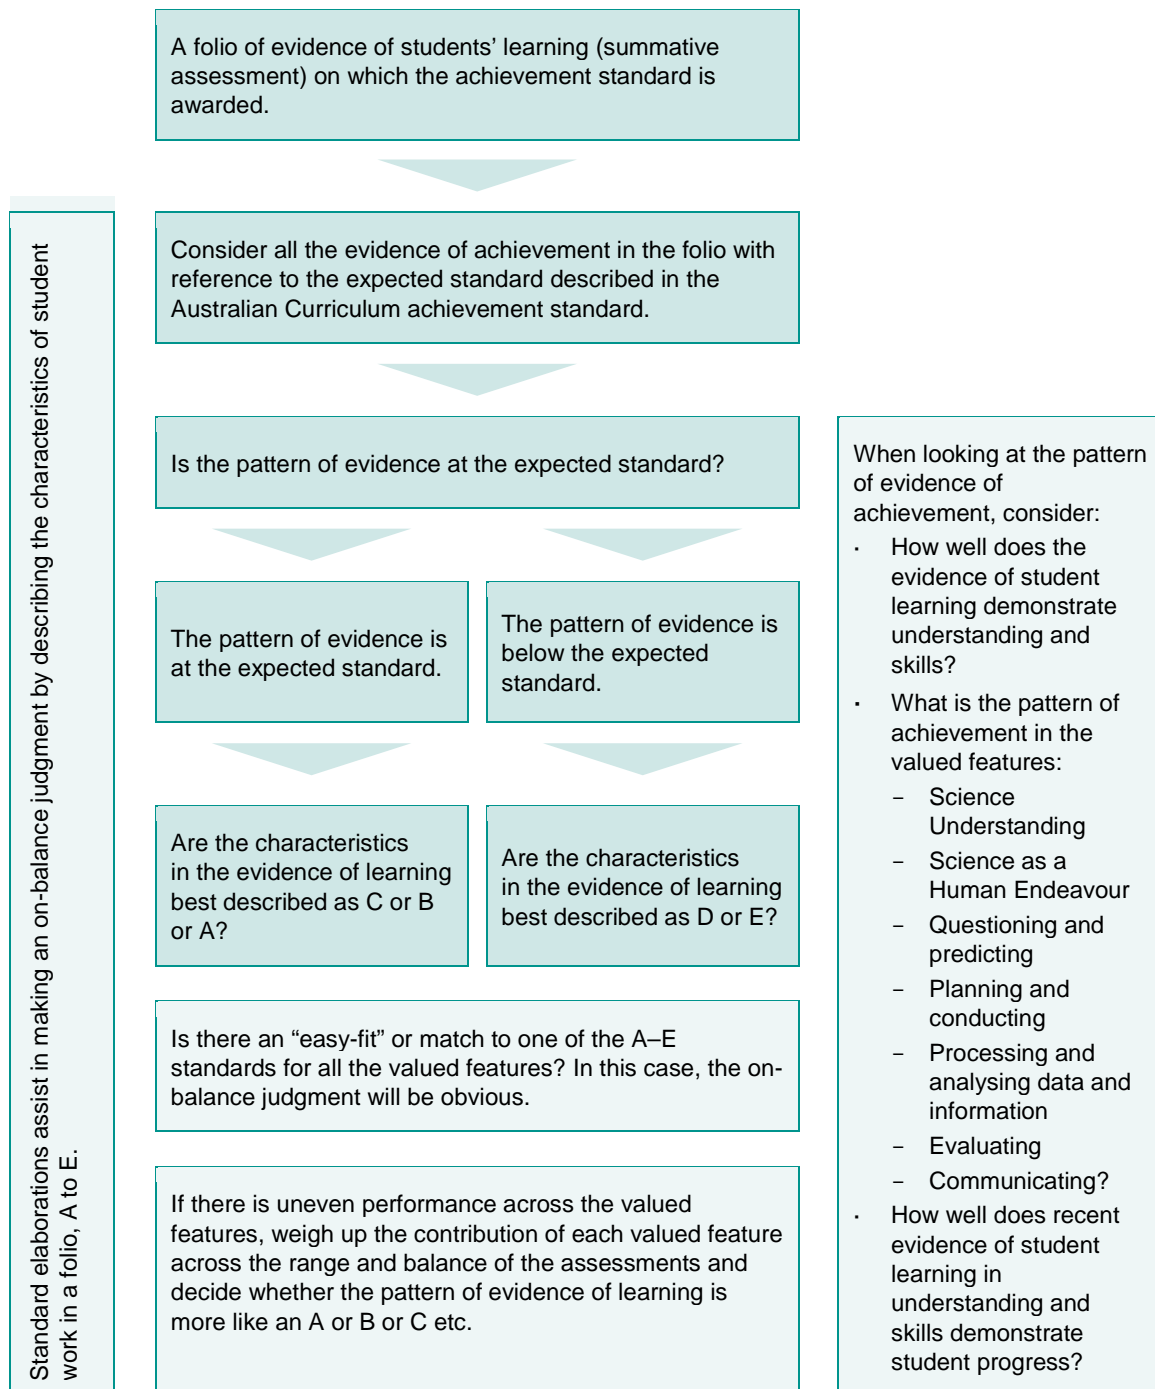 A folio of evidence of students’ learning (summative
assessment) on which the achievement standard is
awarded.
Standard elaborations assist in making an on-balance judgment by describing the characteristics of student
work in a folio, A to E.
Consider all the evidence of achievement in the folio with
reference to the expected standard described in the
Australian Curriculum achievement standard.
Is the pattern of evidence at the expected standard?
The pattern of evidence is
at the expected standard.
The pattern of evidence is
below the expected
standard.
Are the characteristics
in the evidence of learning
best described as C or B
or A?
Are the characteristics
in the evidence of learning
best described as D or E?
Is there an “easy-fit” or match to one of the A–E
standards for all the valued features? In this case, the on-
balance judgment will be obvious.
If there is uneven performance across the valued
features, weigh up the contribution of each valued feature
across the range and balance of the assessments and
decide whether the pattern of evidence of learning is
more like an A or B or C etc.
When looking at the pattern
of evidence of
achievement, consider:
· How well does the
evidence of student
learning demonstrate
understanding and
skills?
· What is the pattern of
achievement in the
valued features:
– Science
Understanding
– Science as a
Human Endeavour
– Questioning and
predicting
– Planning and
conducting
– Processing and
analysing data and
information
– Evaluating
– Communicating?
· How well does recent
evidence of student
learning in
understanding and
skills demonstrate
student progress?